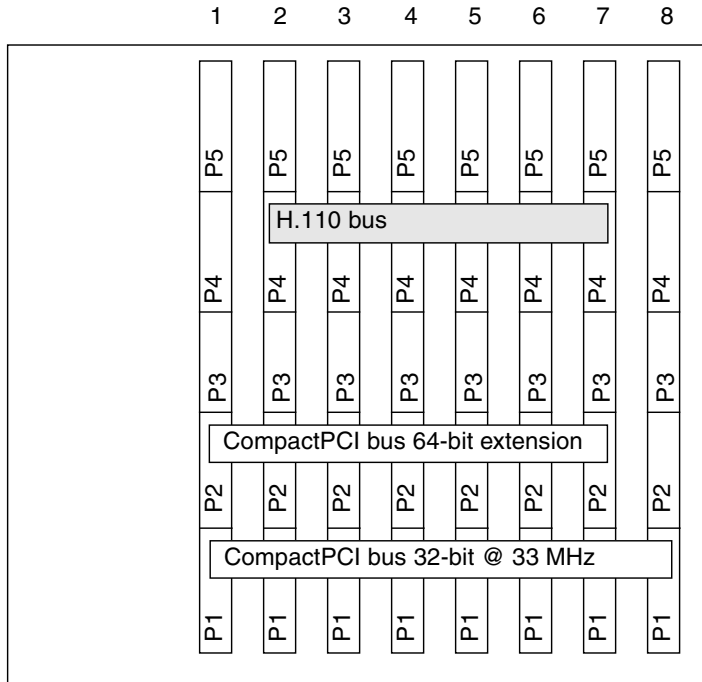 1 2 3 4 5 6 7 8
P5 P5 P5 P5 P5 P5 P5 P5
H.110 bus
P4 P4 P4 P4 P4 P4 P4 P4
P3 P3 P3 P3 P3 P3 P3 P3
CompactPCI bus 64-bit extension
P2 P2 P2 P2 P2 P2 P2 P2
CompactPCI bus 32-bit @ 33 MHz
P1 P1 P1 P1 P1 P1 P1 P1